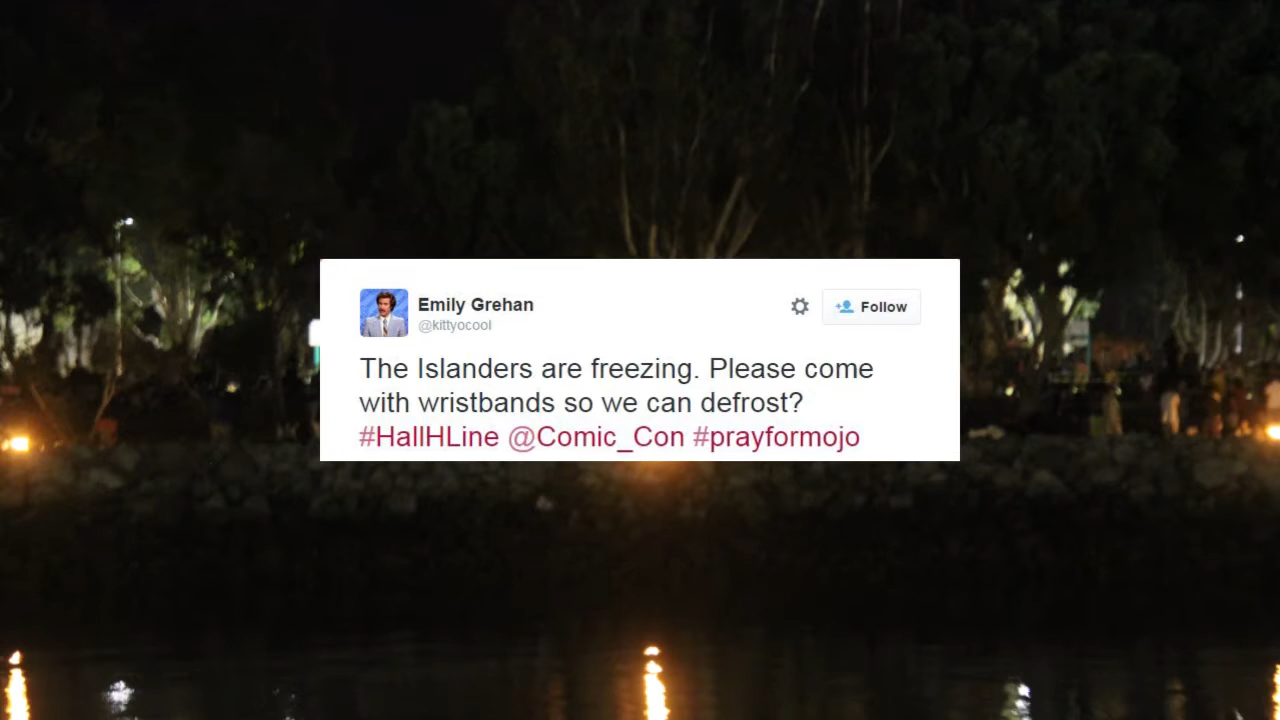 Emily Grehan
@kittyocool
Follow
The Islanders are freezing. Please come
with wristbands so we can defrost?
#HallHLine @Comic_Con #prayformojo